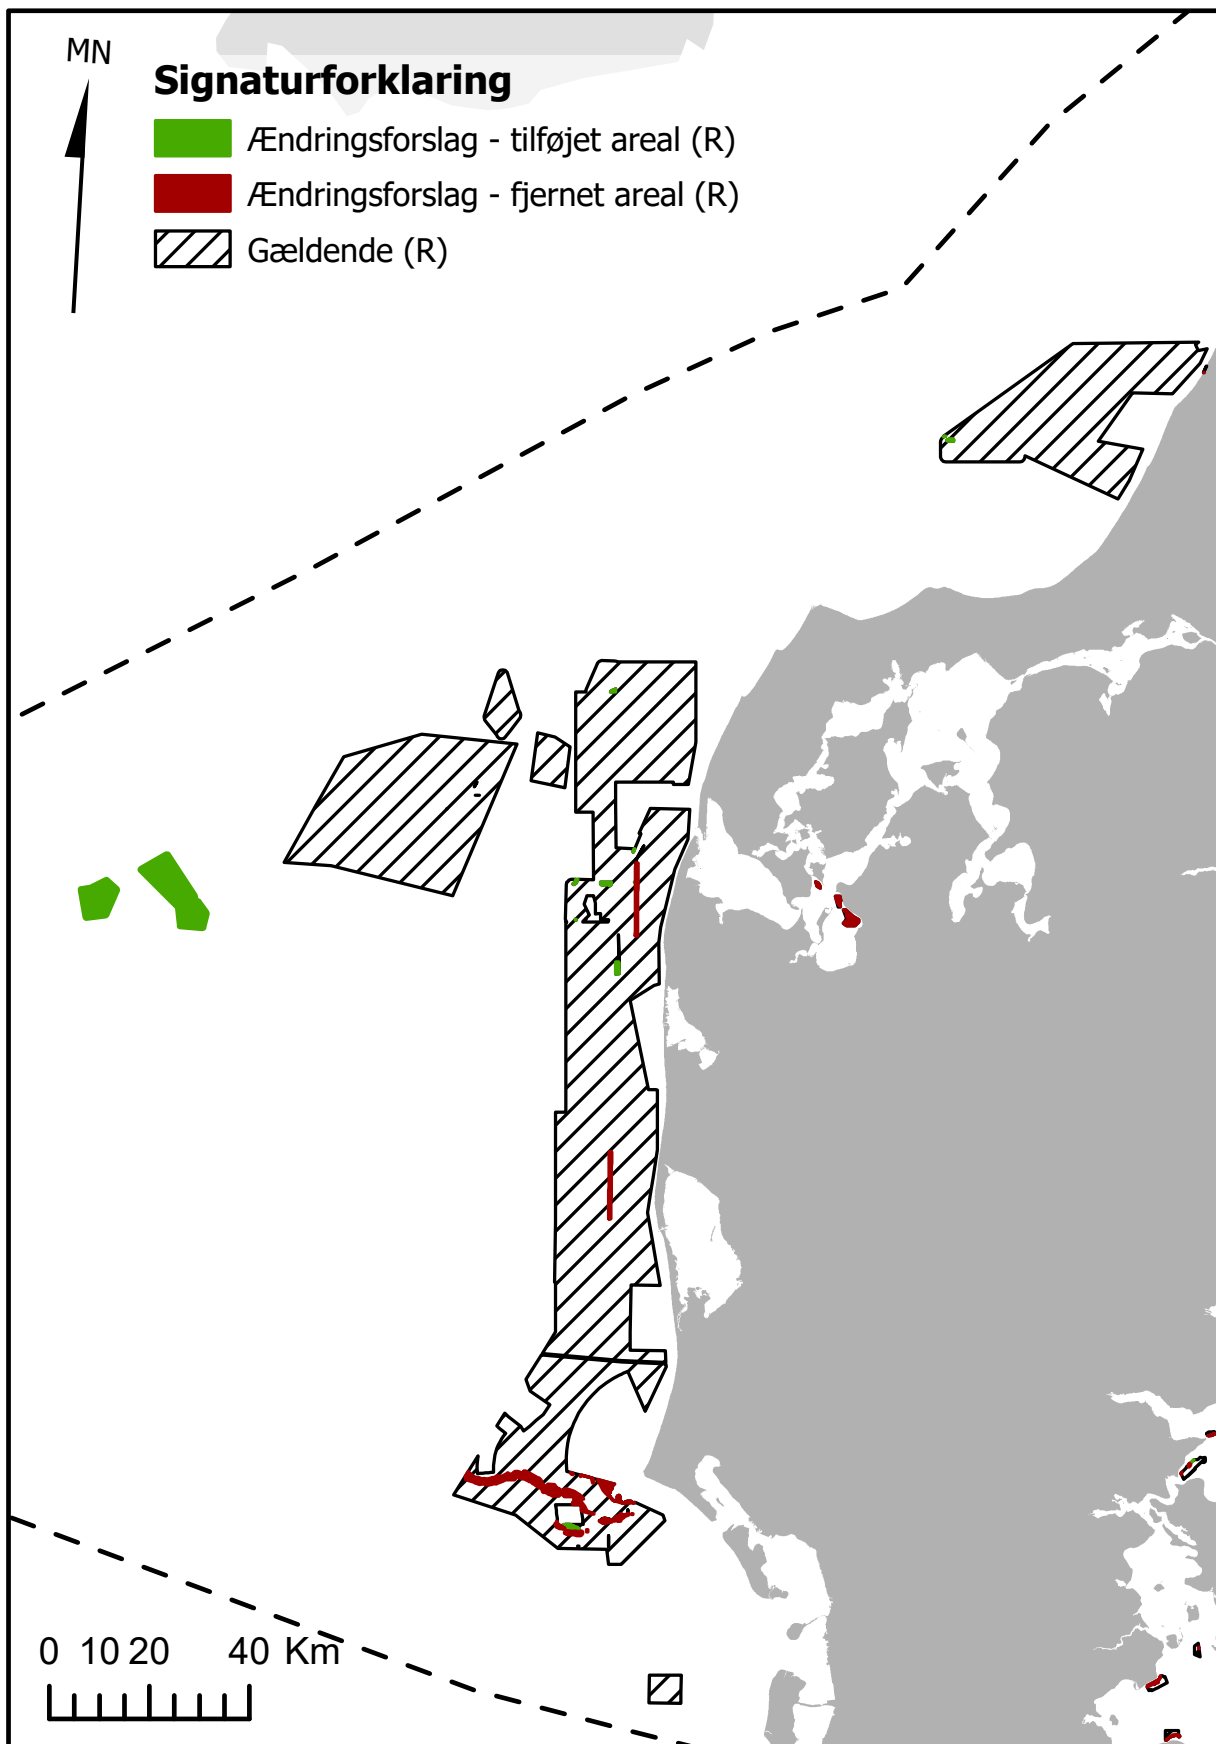 MN
Signaturforklaring
Ændringsforslag - tilføjet areal (R)
Ændringsforslag - fjernet areal (R)
Gældende (R)
0 10 20 40 Km